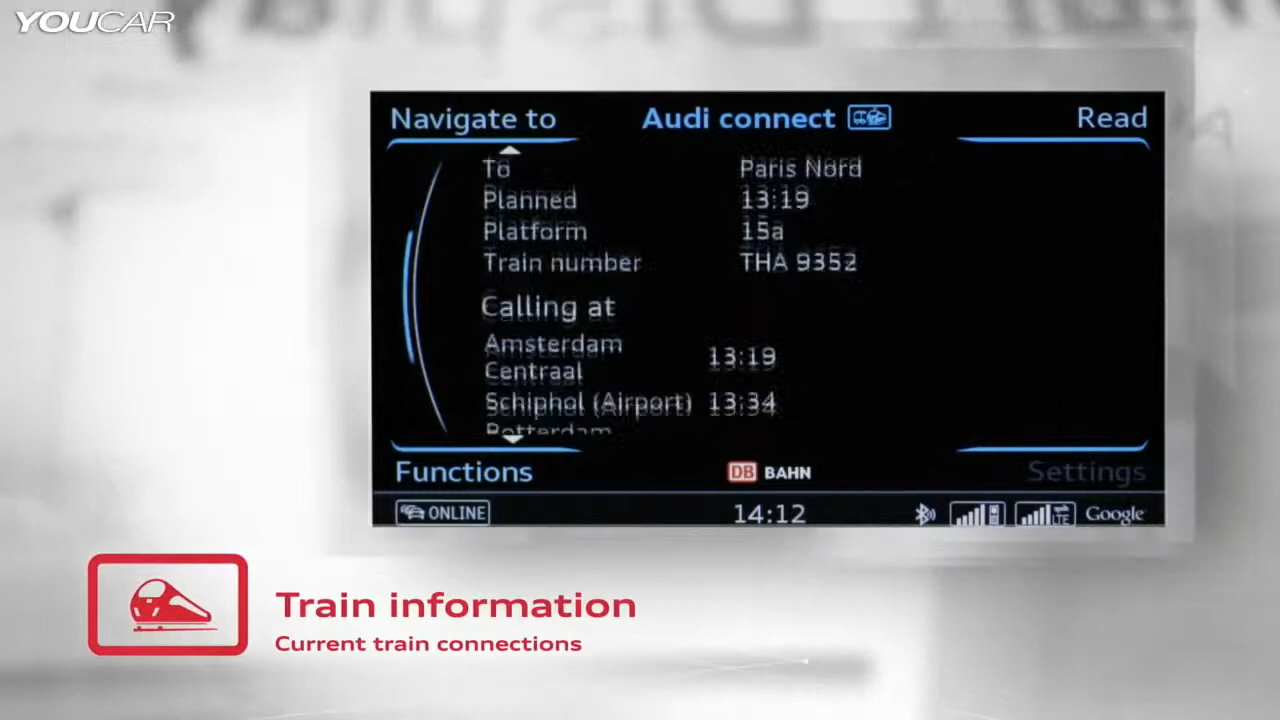 YOUCAR
Navigate to
Audi connect
Read
To Paris Nord
Planned 13:19
Platform 15a
Train number THA 9352
Calling at
Amsterdam
Centraal 13:19
Schiphol (Airport) 13:34
Rotterdam
Functions
DB BAHN
Settings
ONLINE
14:12
LTE
Google
Train information
Current train connections